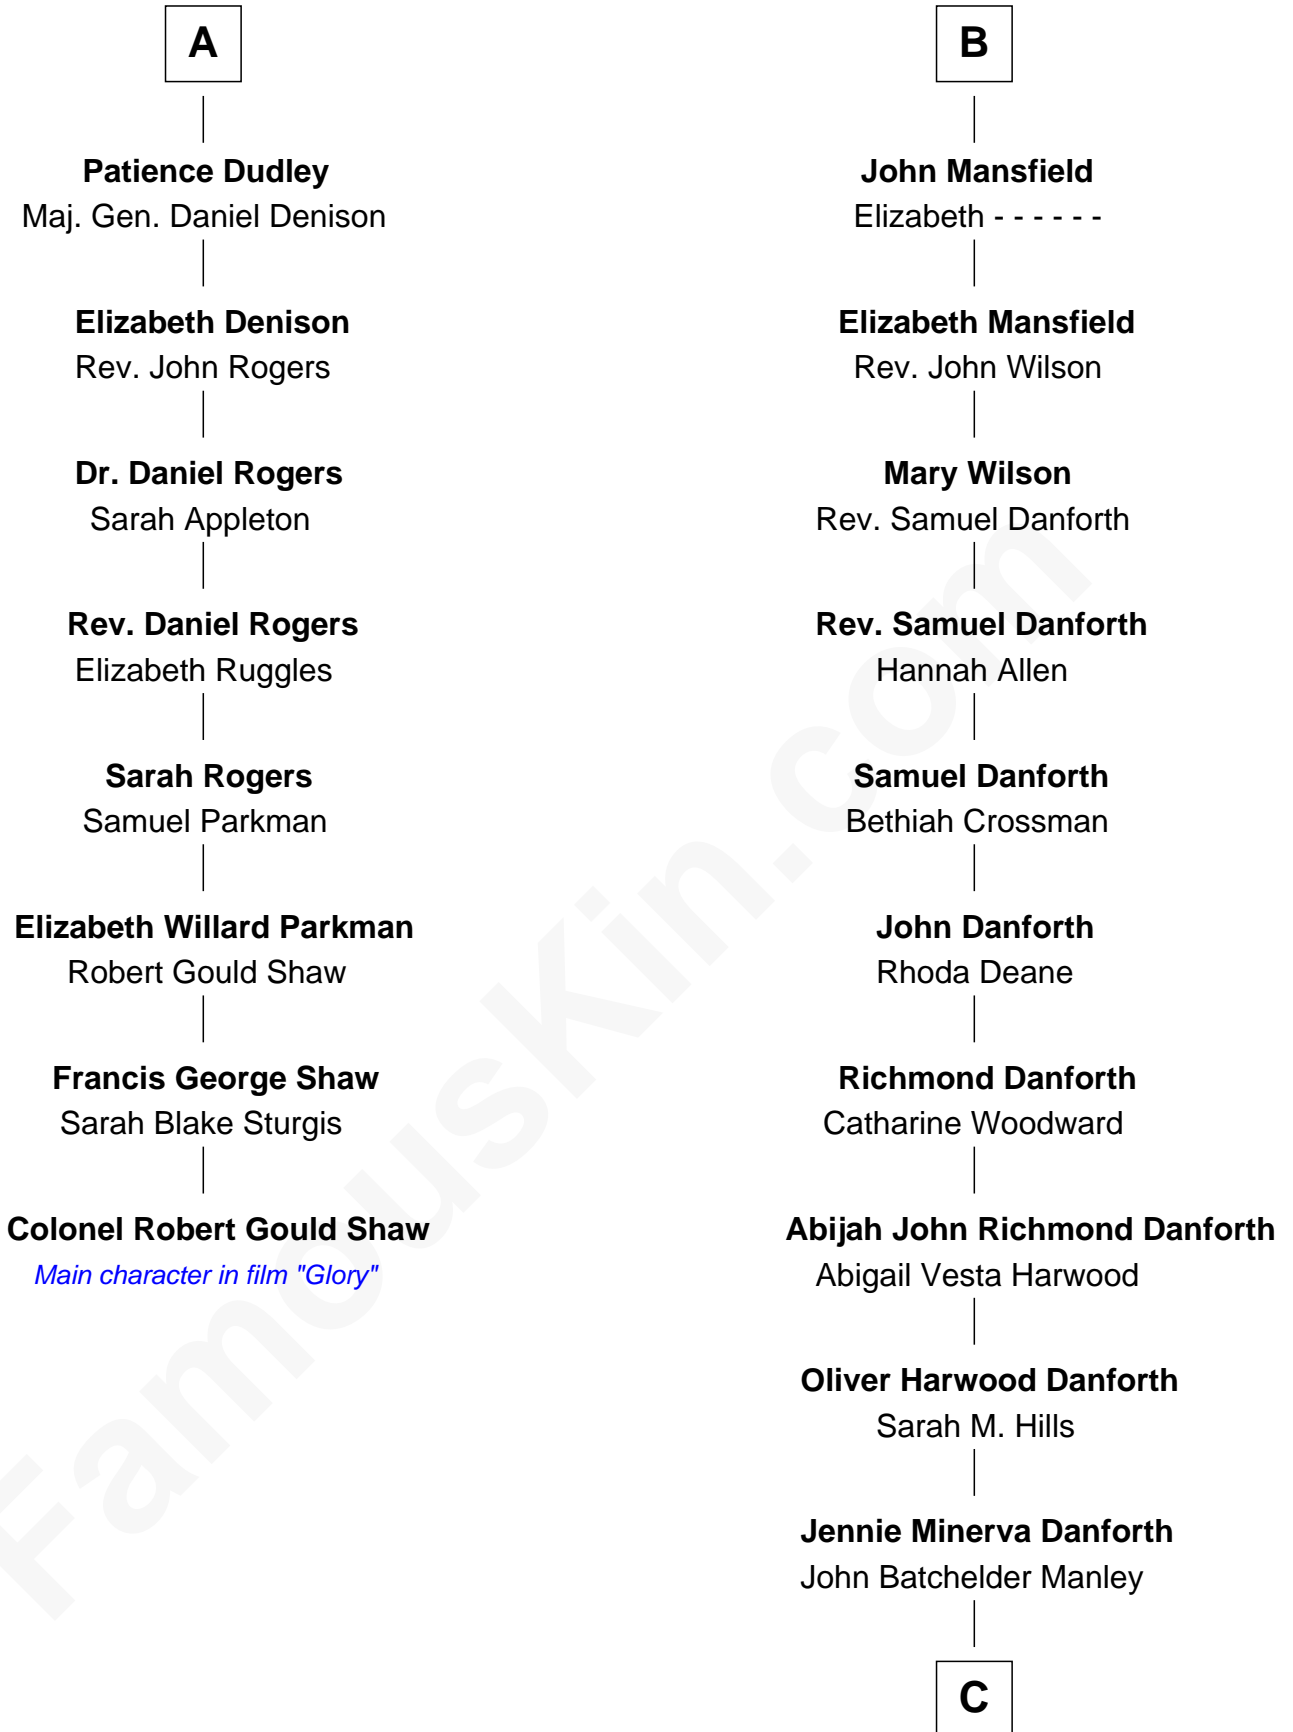 A
Patience Dudley
Maj. Gen. Daniel Denison
Elizabeth Denison
Rev. John Rogers
Dr. Daniel Rogers
Sarah Appleton
Rev. Daniel Rogers
Elizabeth Ruggles
Sarah Rogers
Samuel Parkman
Elizabeth Willard Parkman
Robert Gould Shaw
Francis George Shaw
Sarah Blake Sturgis
Colonel Robert Gould Shaw
Main character in film "Glory"
B
John Mansfield
Elizabeth - - - - - -
Elizabeth Mansfield
Rev. John Wilson
Mary Wilson
Rev. Samuel Danforth
Rev. Samuel Danforth
Hannah Allen
Samuel Danforth
Bethiah Crossman
John Danforth
Rhoda Deane
Richmond Danforth
Catharine Woodward
Abijah John Richmond Danforth
Abigail Vesta Harwood
Oliver Harwood Danforth
Sarah M. Hills
Jennie Minerva Danforth
John Batchelder Manley
C
FamousKin.com